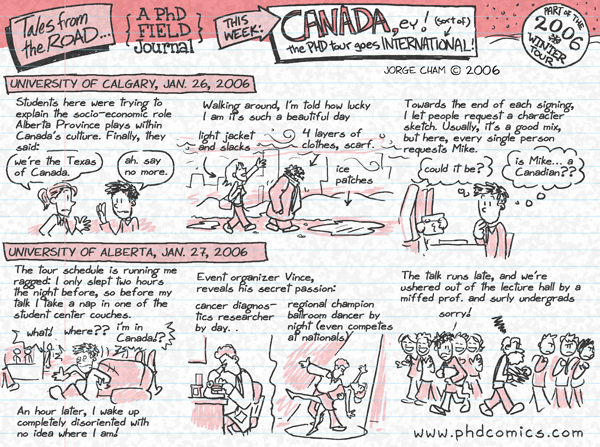 Tales from
the ROAD...
{ A PhD
FIELD
Journal }
THIS
WEEK:
CANADA, ey! (sort of)
the PHD tour goes INTERNATIONAL!
PART OF THE
2006
WINTER
TOUR
JORGE CHAM © 2006
UNIVERSITY OF CALGARY, JAN. 26, 2006
Students here were trying to
explain the socio-economic role
Alberta Province plays within
Canada's culture. Finally, they
said:
we're the Texas
of Canada.
ah. say
no more.
Walking around, I'm told how lucky
I am it's such a beautiful day
light jacket
and slacks
4 layers of
clothes, scarf.
ice
patches
Towards the end of each signing,
I let people request a character
sketch. Usually, it's a good mix,
but here, every single person
requests Mike.
could it be?
is Mike... a
Canadian??
UNIVERSITY OF ALBERTA, JAN. 27, 2006
The tour schedule is running me
ragged: I only slept two hours
the night before, so before my
talk I take a nap in one of the
student center couches.
what!
where??
i'm in
Canada!?
An hour later, I wake up
completely disoriented with
no idea where I am!
Event organizer Vince,
reveals his secret passion:
cancer diagnos-
tics researcher
by day. .
regional champion
ballroom dancer by
night (even competes
at nationals)
The talk runs late, and we're
ushered out of the lecture hall by a
miffed prof. and surly undergrads
sorry!
www.phdcomics.com